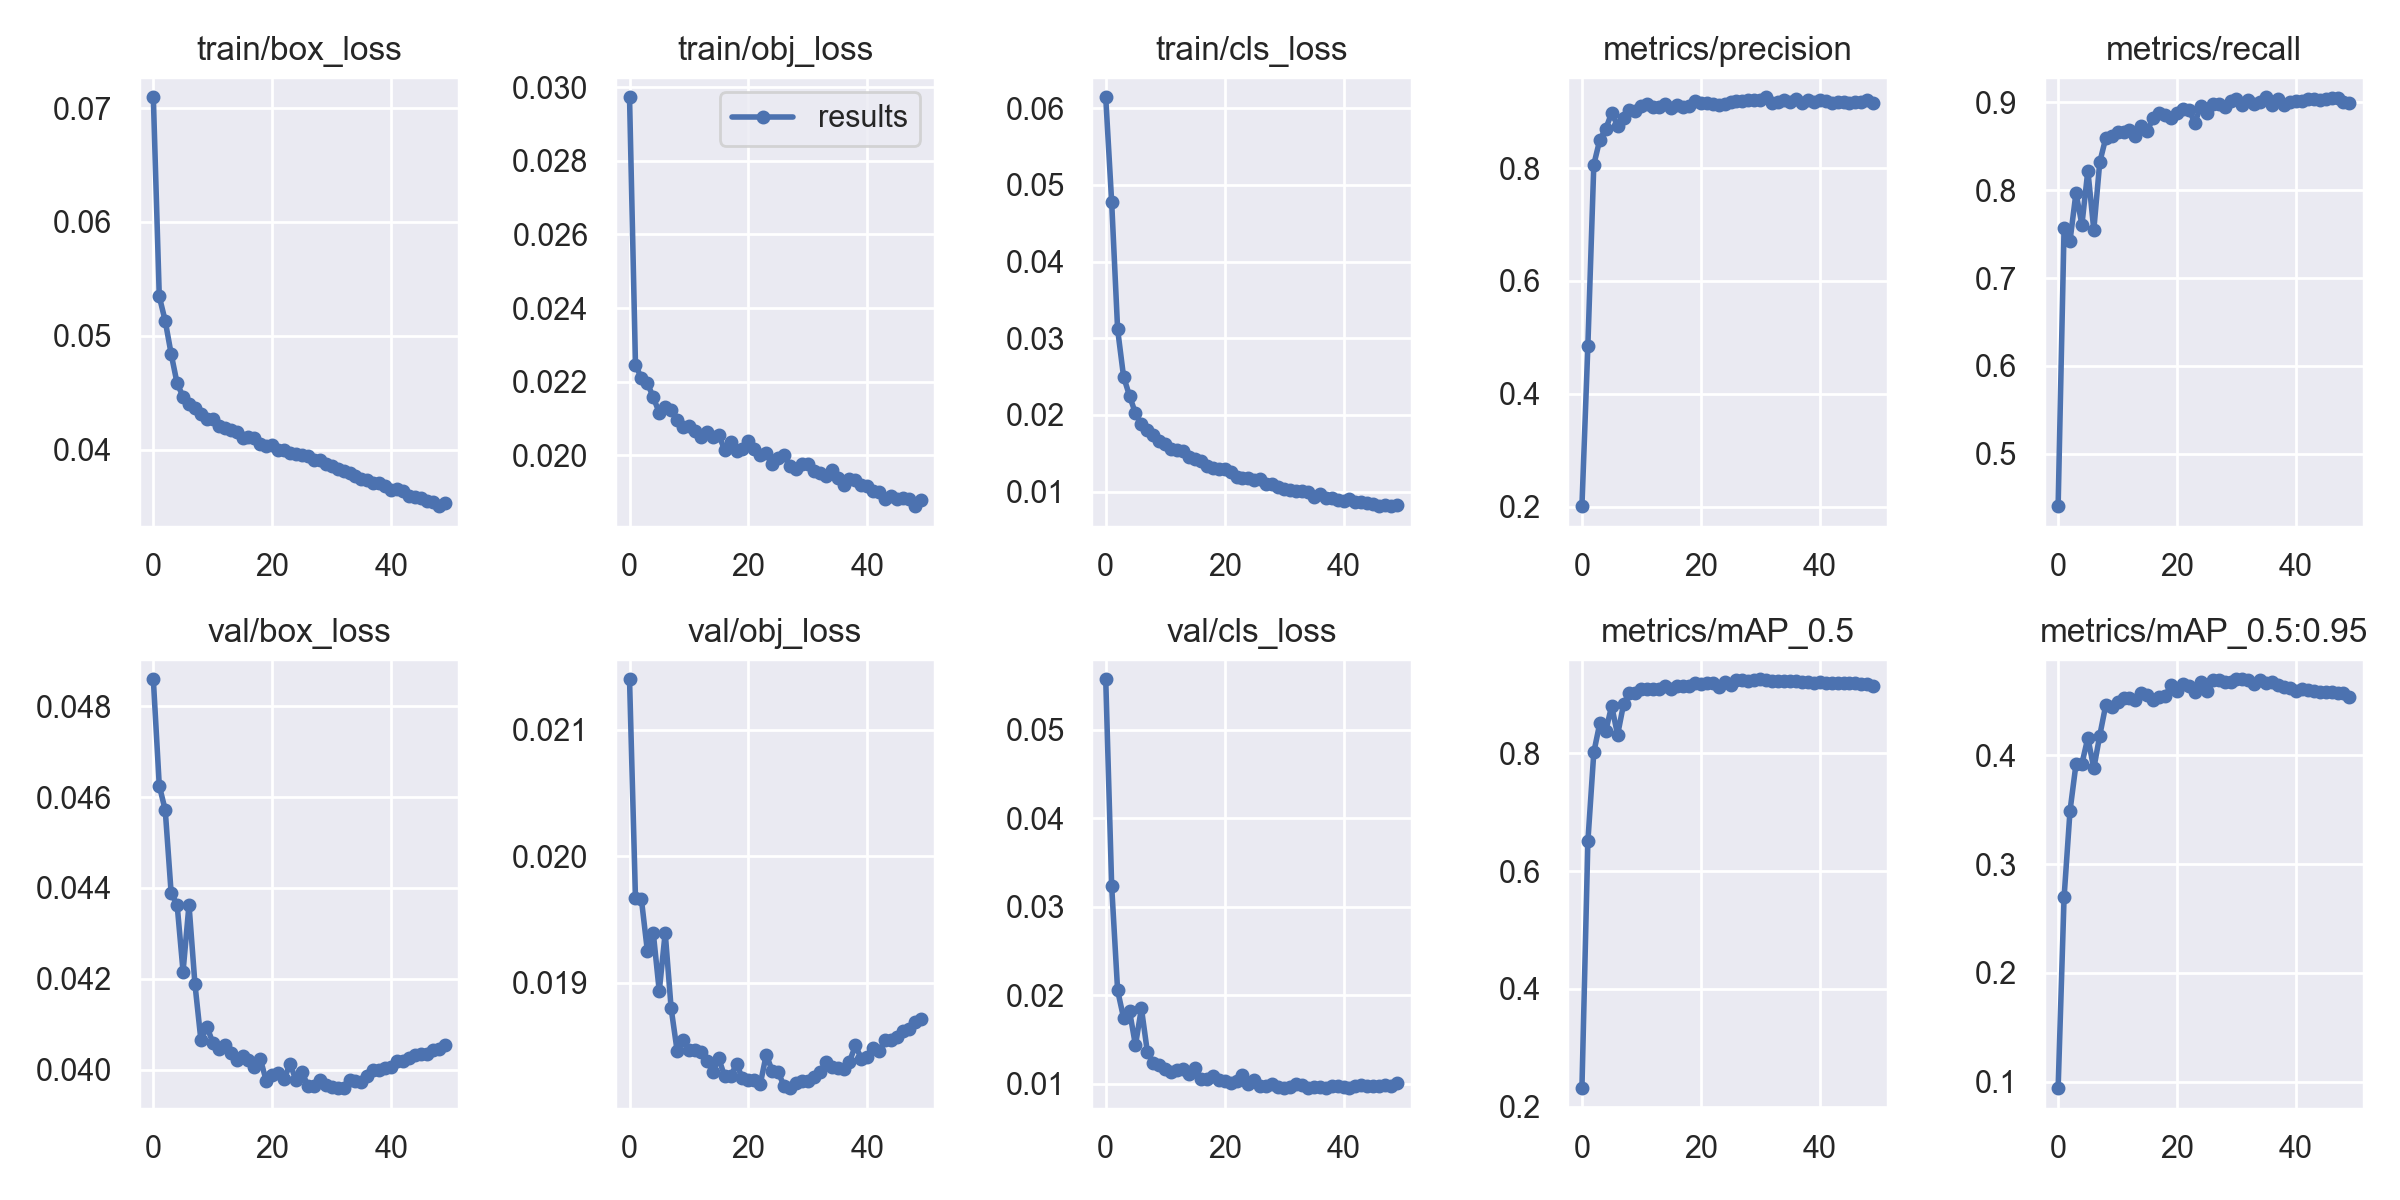 train/box_loss
0.07
0.06
0.05
0.04
0 20 40
train/obj_loss
results
0.030
0.028
0.026
0.024
0.022
0.020
0 20 40
train/cls_loss
0.06
0.05
0.04
0.03
0.02
0.01
0 20 40
metrics/precision
0.8
0.6
0.4
0.2
0 20 40
metrics/recall
0.9
0.8
0.7
0.6
0.5
0 20 40
val/box_loss
0.048
0.046
0.044
0.042
0.040
0 20 40
val/obj_loss
0.021
0.020
0.019
0 20 40
val/cls_loss
0.05
0.04
0.03
0.02
0.01
0 20 40
metrics/mAP_0.5
0.8
0.6
0.4
0.2
0 20 40
metrics/mAP_0.5:0.95
0.4
0.3
0.2
0.1
0 20 40